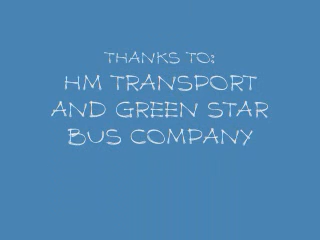 THANKS TO:
HM TRANSPORT
AND GREEN STAR
BUS COMPANY